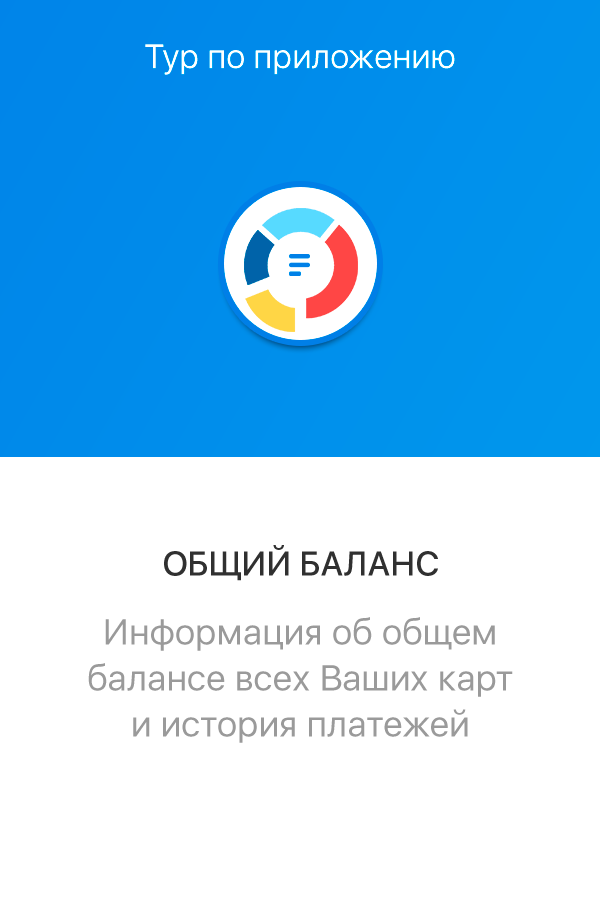 Тур по приложению
ОБЩИЙ БАЛАНС
Информация об общем
балансе всех Ваших карт
и история платежей